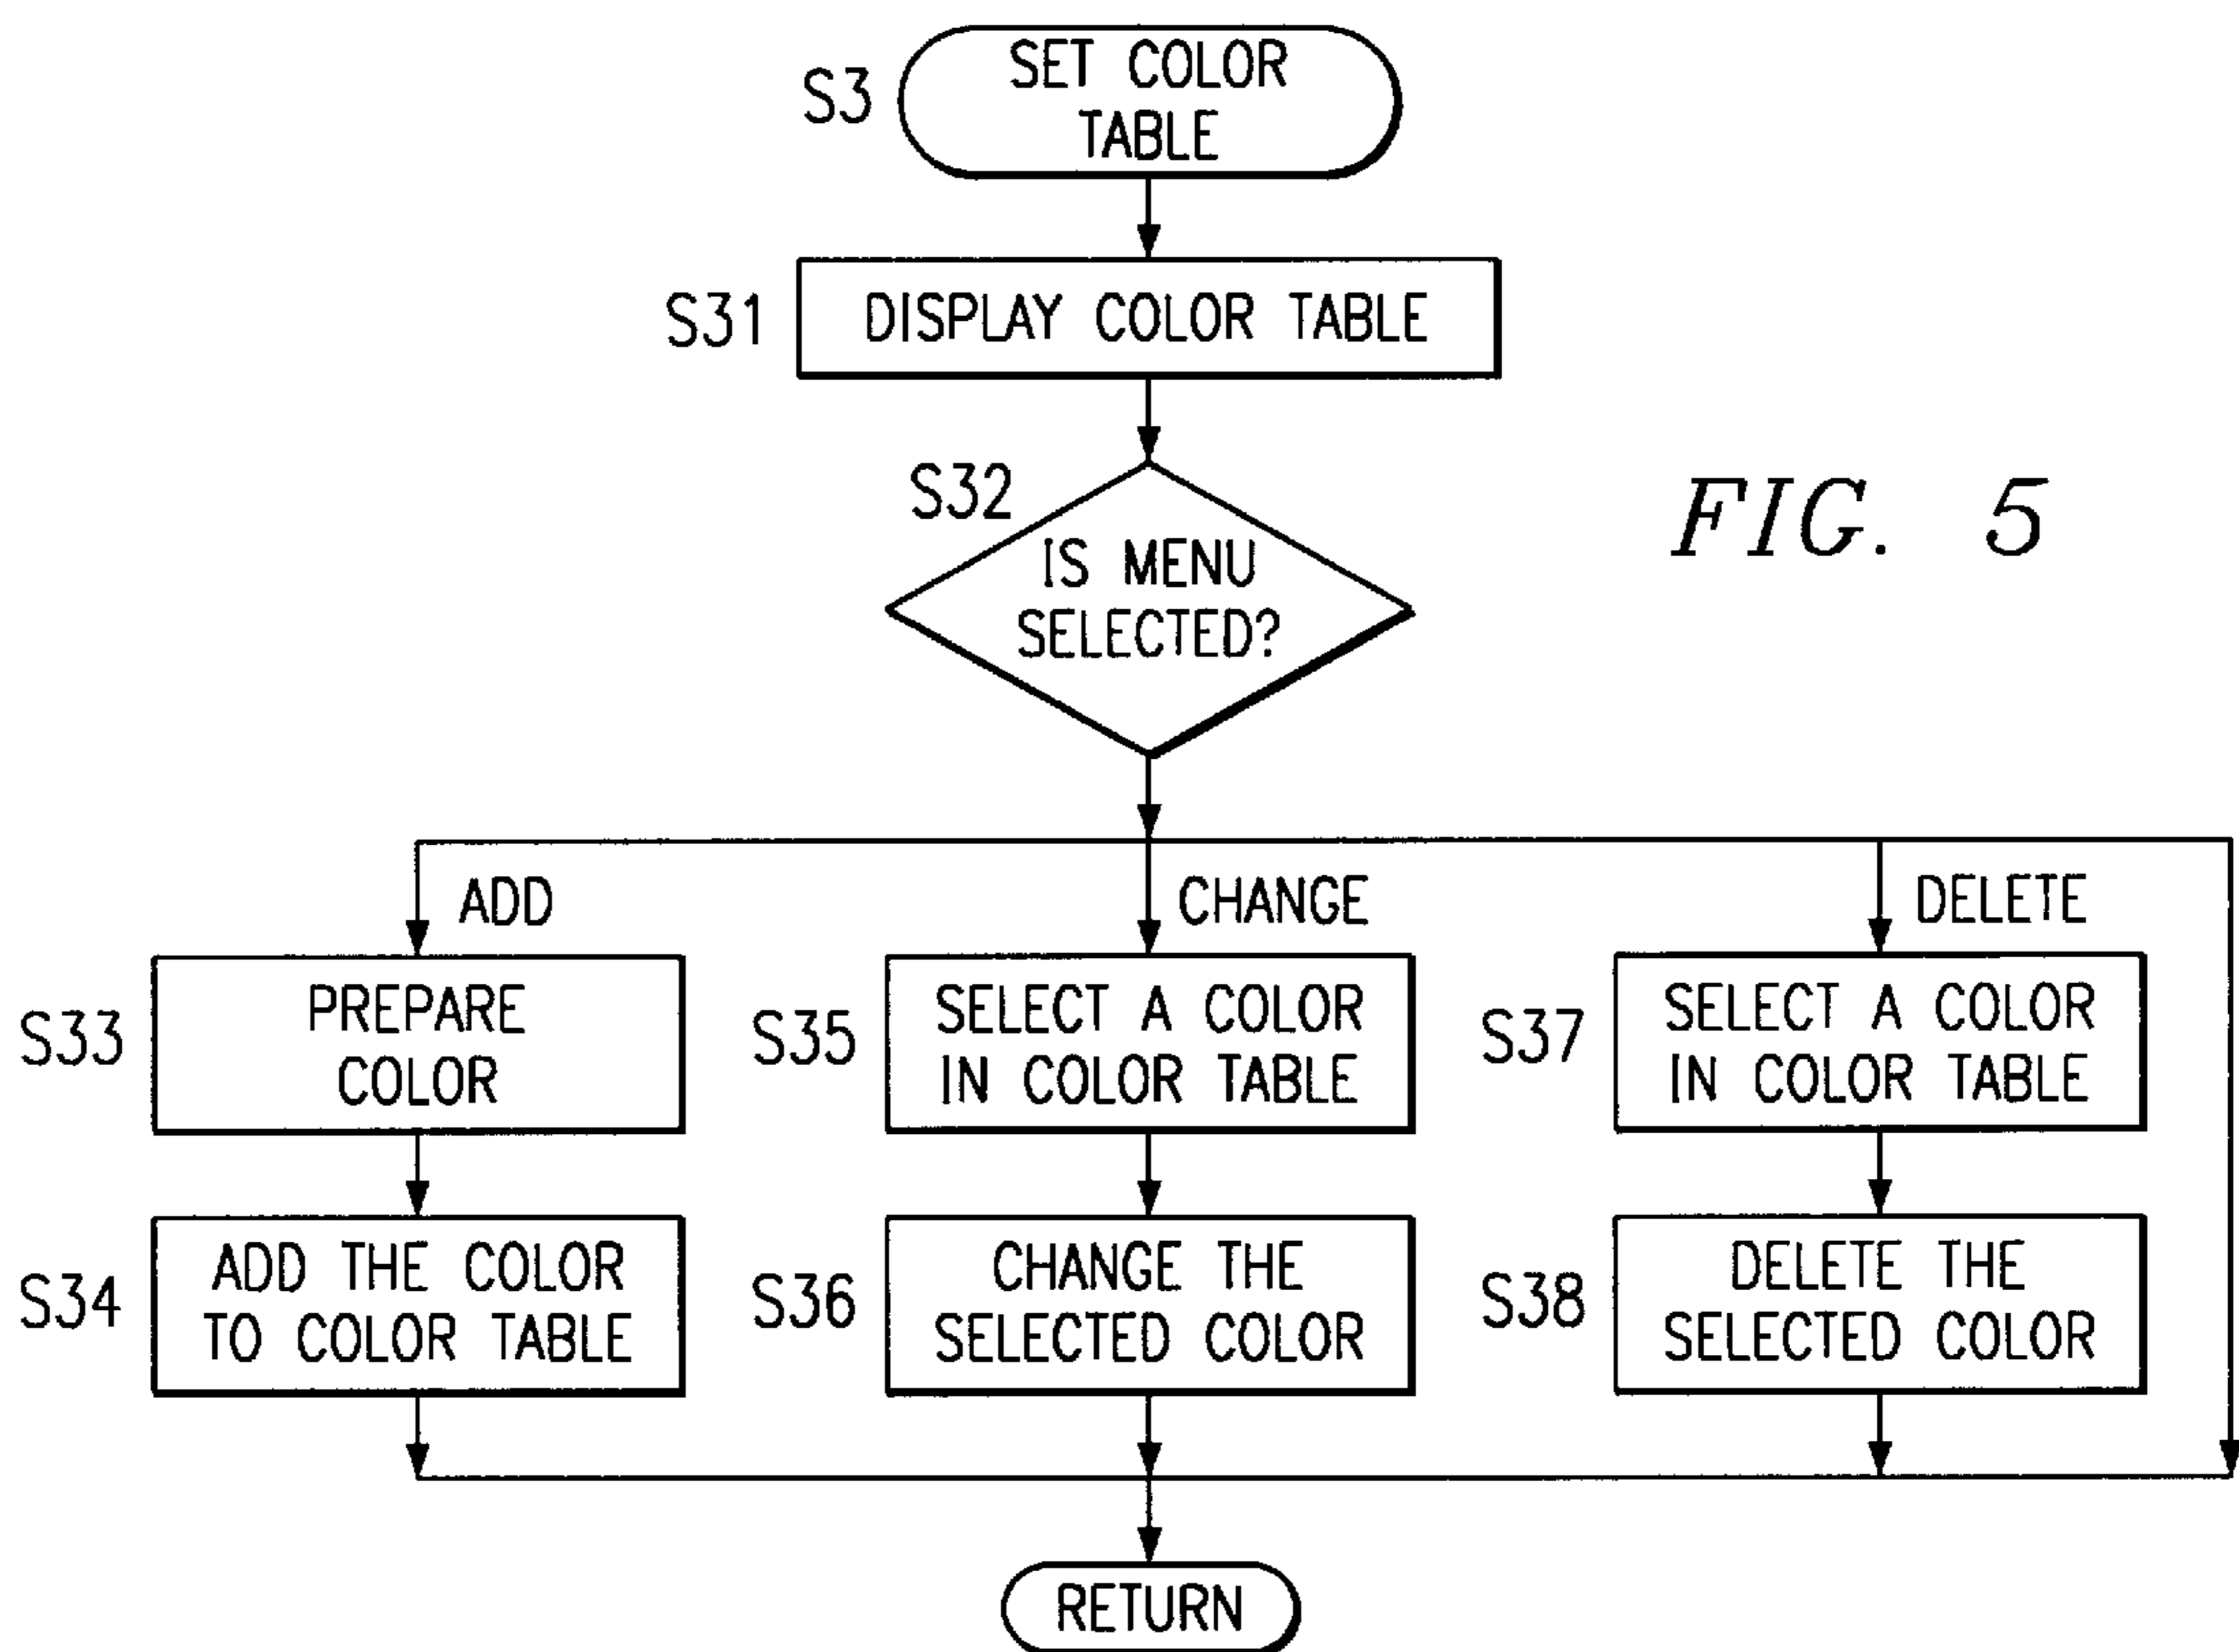 S3
SET COLOR
TABLE
S31
DISPLAY COLOR TABLE
S32
IS MENU
SELECTED?
FIG. 5
ADD
CHANGE
DELETE
S33
PREPARE
COLOR
S35
SELECT A COLOR
IN COLOR TABLE
S37
SELECT A COLOR
IN COLOR TABLE
S34
ADD THE COLOR
TO COLOR TABLE
S36
CHANGE THE
SELECTED COLOR
S38
DELETE THE
SELECTED COLOR
RETURN